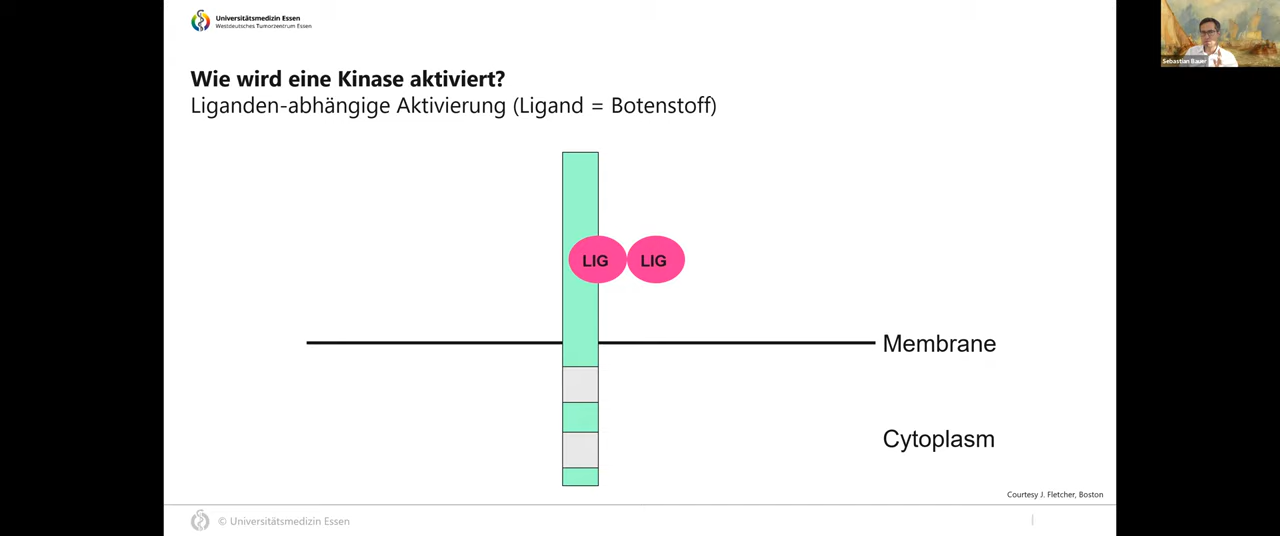 Universitätsmedizin Essen
Westdeutsches Tumorzentrum Essen
Sebastian Bauer
Wie wird eine Kinase aktiviert?
Liganden-abhängige Aktivierung (Ligand = Botenstoff)
LIG LIG
Membrane
Cytoplasm
Courtesy J. Fletcher, Boston
© Universitätsmedizin Essen